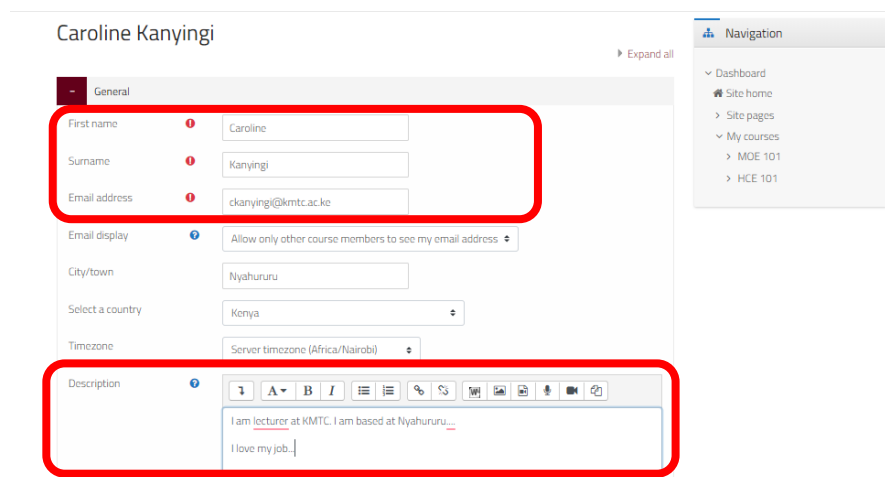 Caroline Kanyingi
Expand all
General
First name
Caroline
Surname
Kanyingi
Email address
ckanyingi@kmtc.ac.ke
Email display
Allow only other course members to see my email address
City/town
Nyahururu
Select a country
Kenya
Timezone
Server timezone (Africa/Nairobi)
Description
A B I
I am lecturer at KMTC. I am based at Nyahururu....
I love my job...
Navigation
Dashboard
Site home
Site pages
My courses
MOE 101
HCE 101